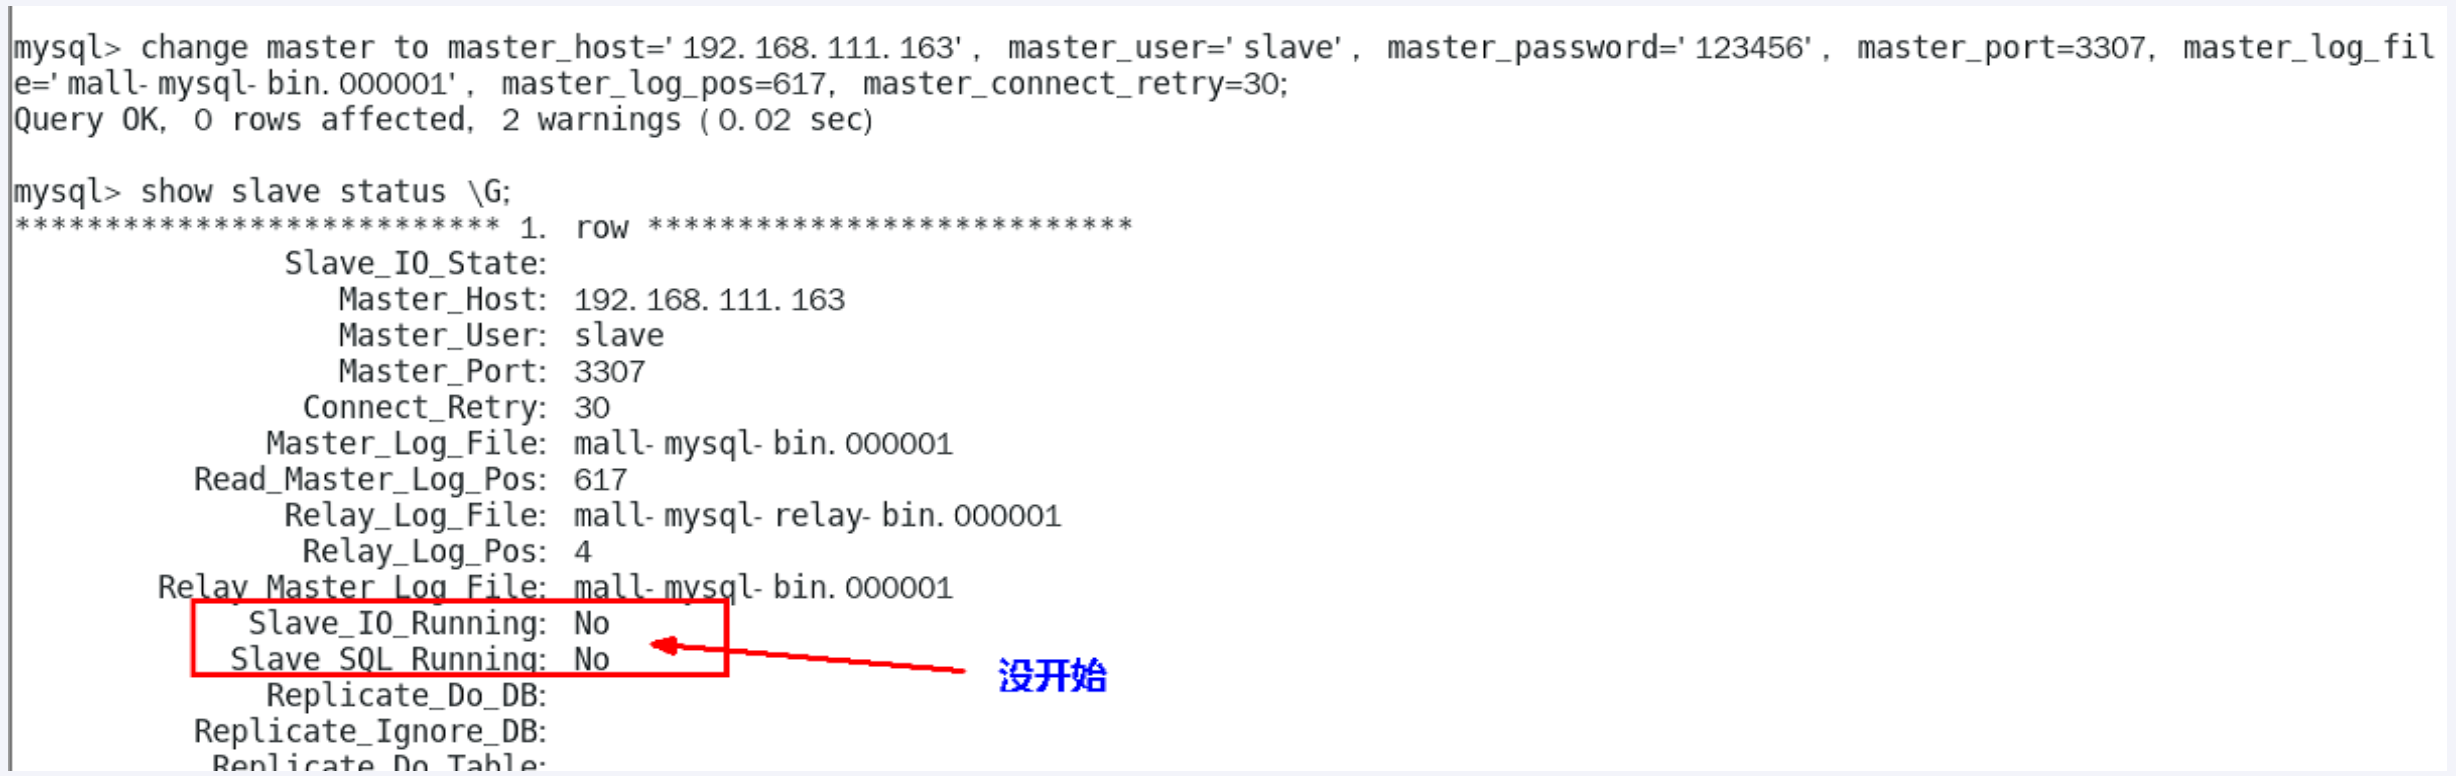 mysql> change master to master_host='192.168.111.163', master_user='slave', master_password='123456', master_port=3307, master_log_fil
e='mall-mysql-bin.000001', master_log_pos=617, master_connect_retry=30;
Query OK, 0 rows affected, 2 warnings (0.02 sec)
mysql> show slave status \G;
*************************** 1. row ***************************
Slave_IO_State:
Master_Host: 192.168.111.163
Master_User: slave
Master_Port: 3307
Connect_Retry: 30
Master_Log_File: mall-mysql-bin.000001
Read_Master_Log_Pos: 617
Relay_Log_File: mall-mysql-relay-bin.000001
Relay_Log_Pos: 4
Relay_Master_Log_File: mall-mysql-bin.000001
Slave_IO_Running: No
Slave_SQL_Running: No
没开始
Replicate_Do_DB:
Replicate_Ignore_DB:
Replicate_Do_Table: